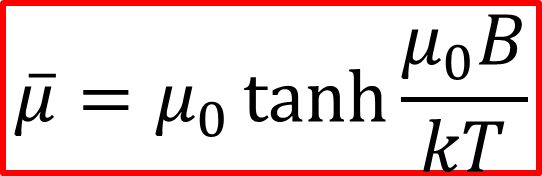 μ̄ = μ₀ tanh μ₀B / kT